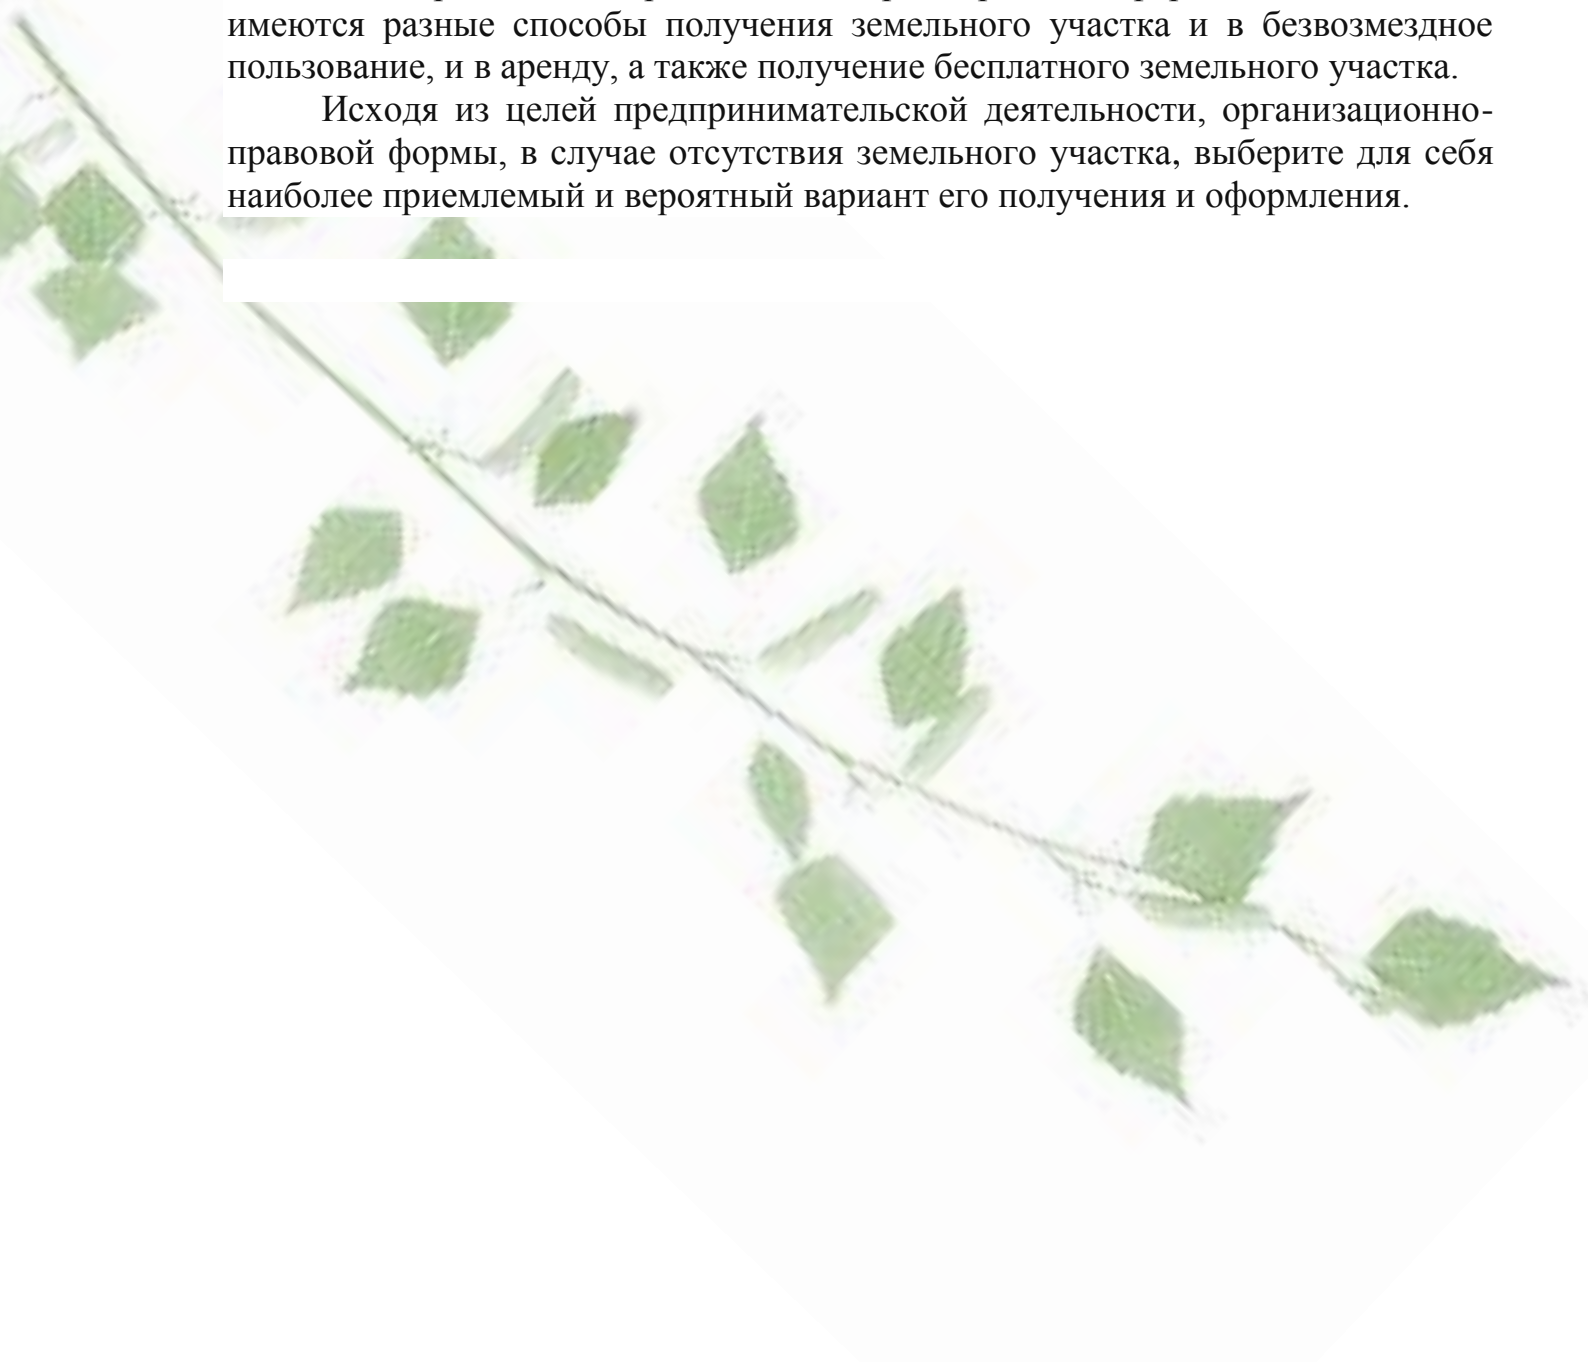 имеются разные способы получения земельного участка и в безвозмездное
пользование, и в аренду, а также получение бесплатного земельного участка.
Исходя из целей предпринимательской деятельности, организационно-
правовой формы, в случае отсутствия земельного участка, выберите для себя
наиболее приемлемый и вероятный вариант его получения и оформления.